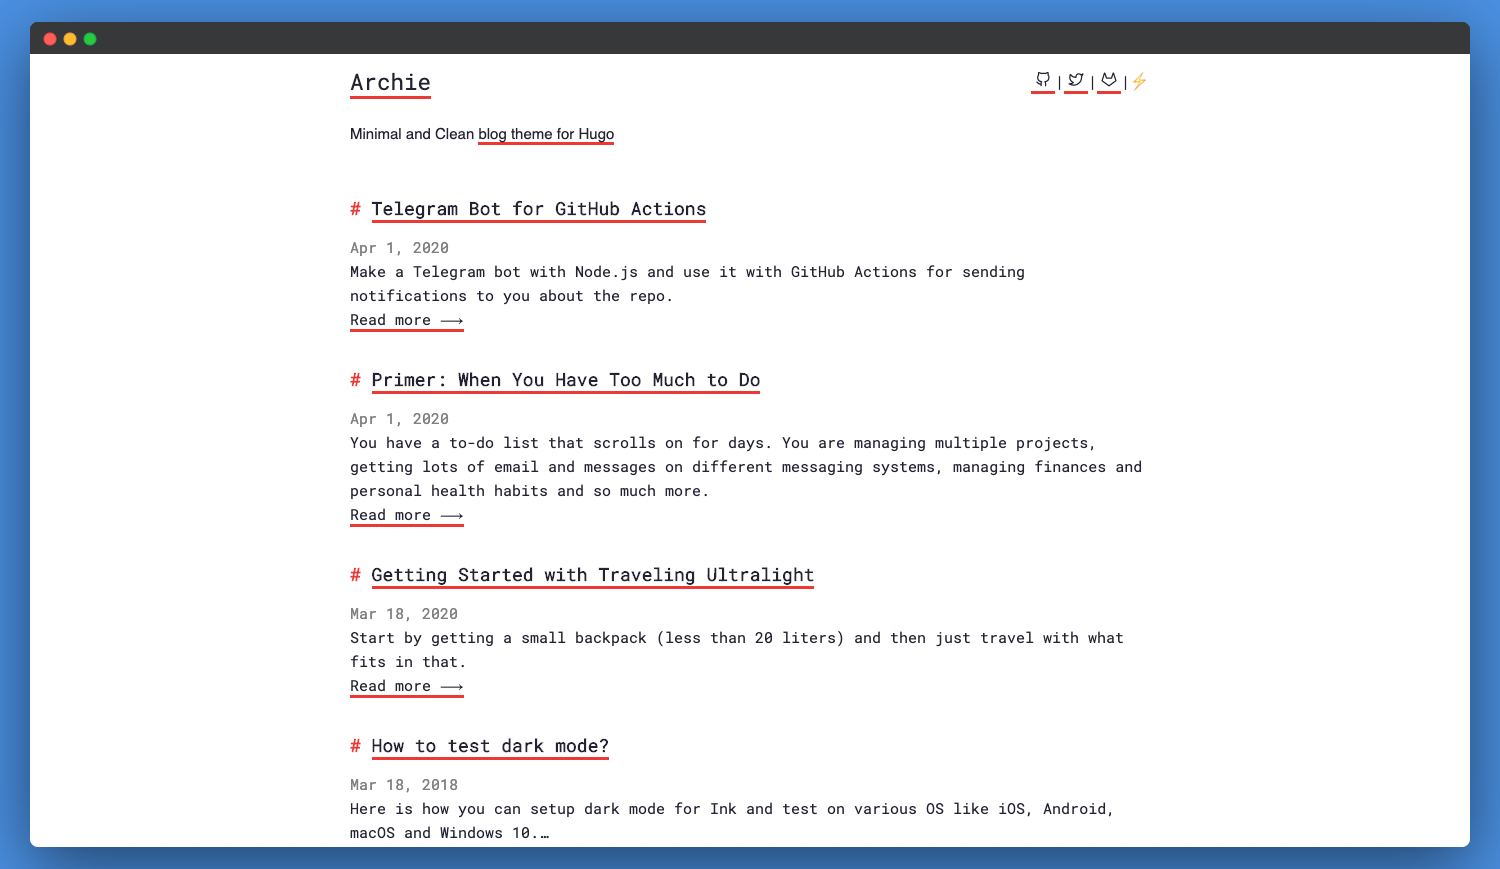 Archie
| | |⚡
Minimal and Clean blog theme for Hugo
# Telegram Bot for GitHub Actions
Apr 1, 2020
Make a Telegram bot with Node.js and use it with GitHub Actions for sending
notifications to you about the repo.
Read more ⟶
# Primer: When You Have Too Much to Do
Apr 1, 2020
You have a to-do list that scrolls on for days. You are managing multiple projects,
getting lots of email and messages on different messaging systems, managing finances and
personal health habits and so much more.
Read more ⟶
# Getting Started with Traveling Ultralight
Mar 18, 2020
Start by getting a small backpack (less than 20 liters) and then just travel with what
fits in that.
Read more ⟶
# How to test dark mode?
Mar 18, 2018
Here is how you can setup dark mode for Ink and test on various OS like iOS, Android,
macOS and Windows 10.…